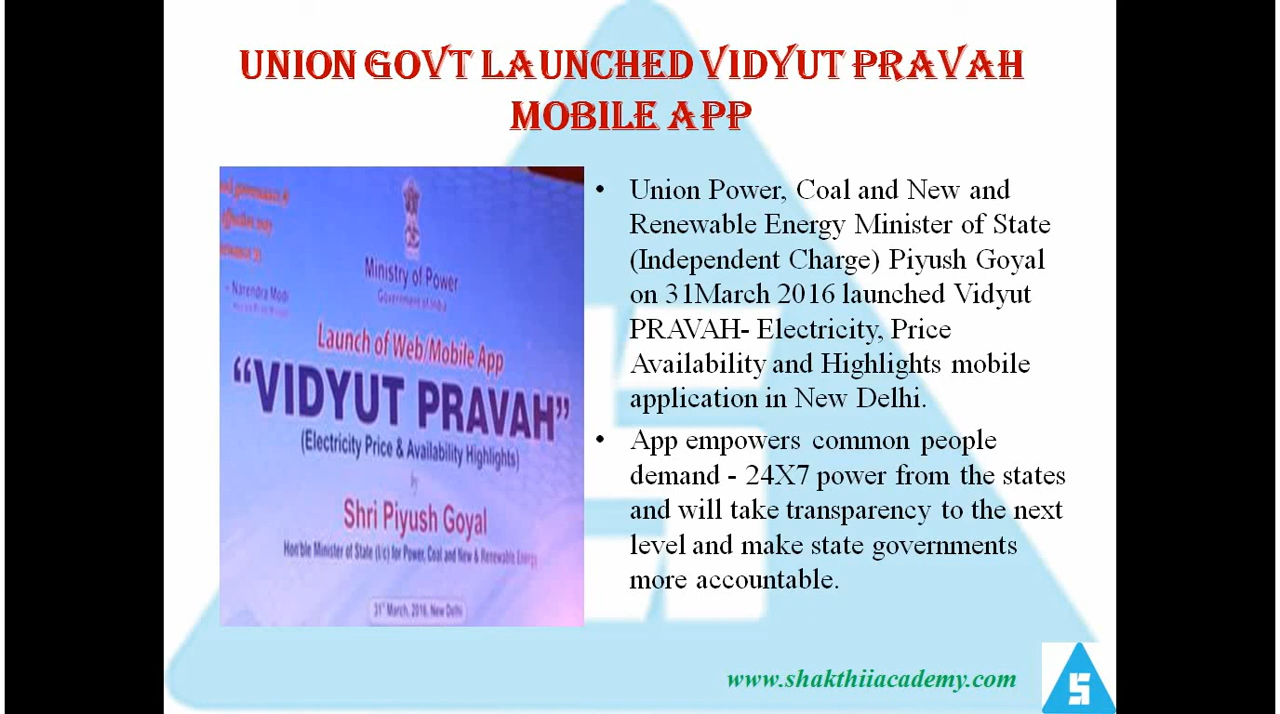 UNION GOVT LAUNCHED VIDYUT PRAVAH
MOBILE APP
Ministry of Power
Government of India
- Narendra Modi
Launch of Web/Mobile App
"VIDYUT PRAVAH"
(Electricity Price & Availability Highlights)
by
Shri Piyush Goyal
Hon'ble Minister of State (I/c) for Power, Coal and New & Renewable Energy
31st March, 2016, New Delhi
• Union Power, Coal and New and
Renewable Energy Minister of State
(Independent Charge) Piyush Goyal
on 31March 2016 launched Vidyut
PRAVAH- Electricity, Price
Availability and Highlights mobile
application in New Delhi.
• App empowers common people
demand - 24X7 power from the states
and will take transparency to the next
level and make state governments
more accountable.
www.shakthiiacademy.com